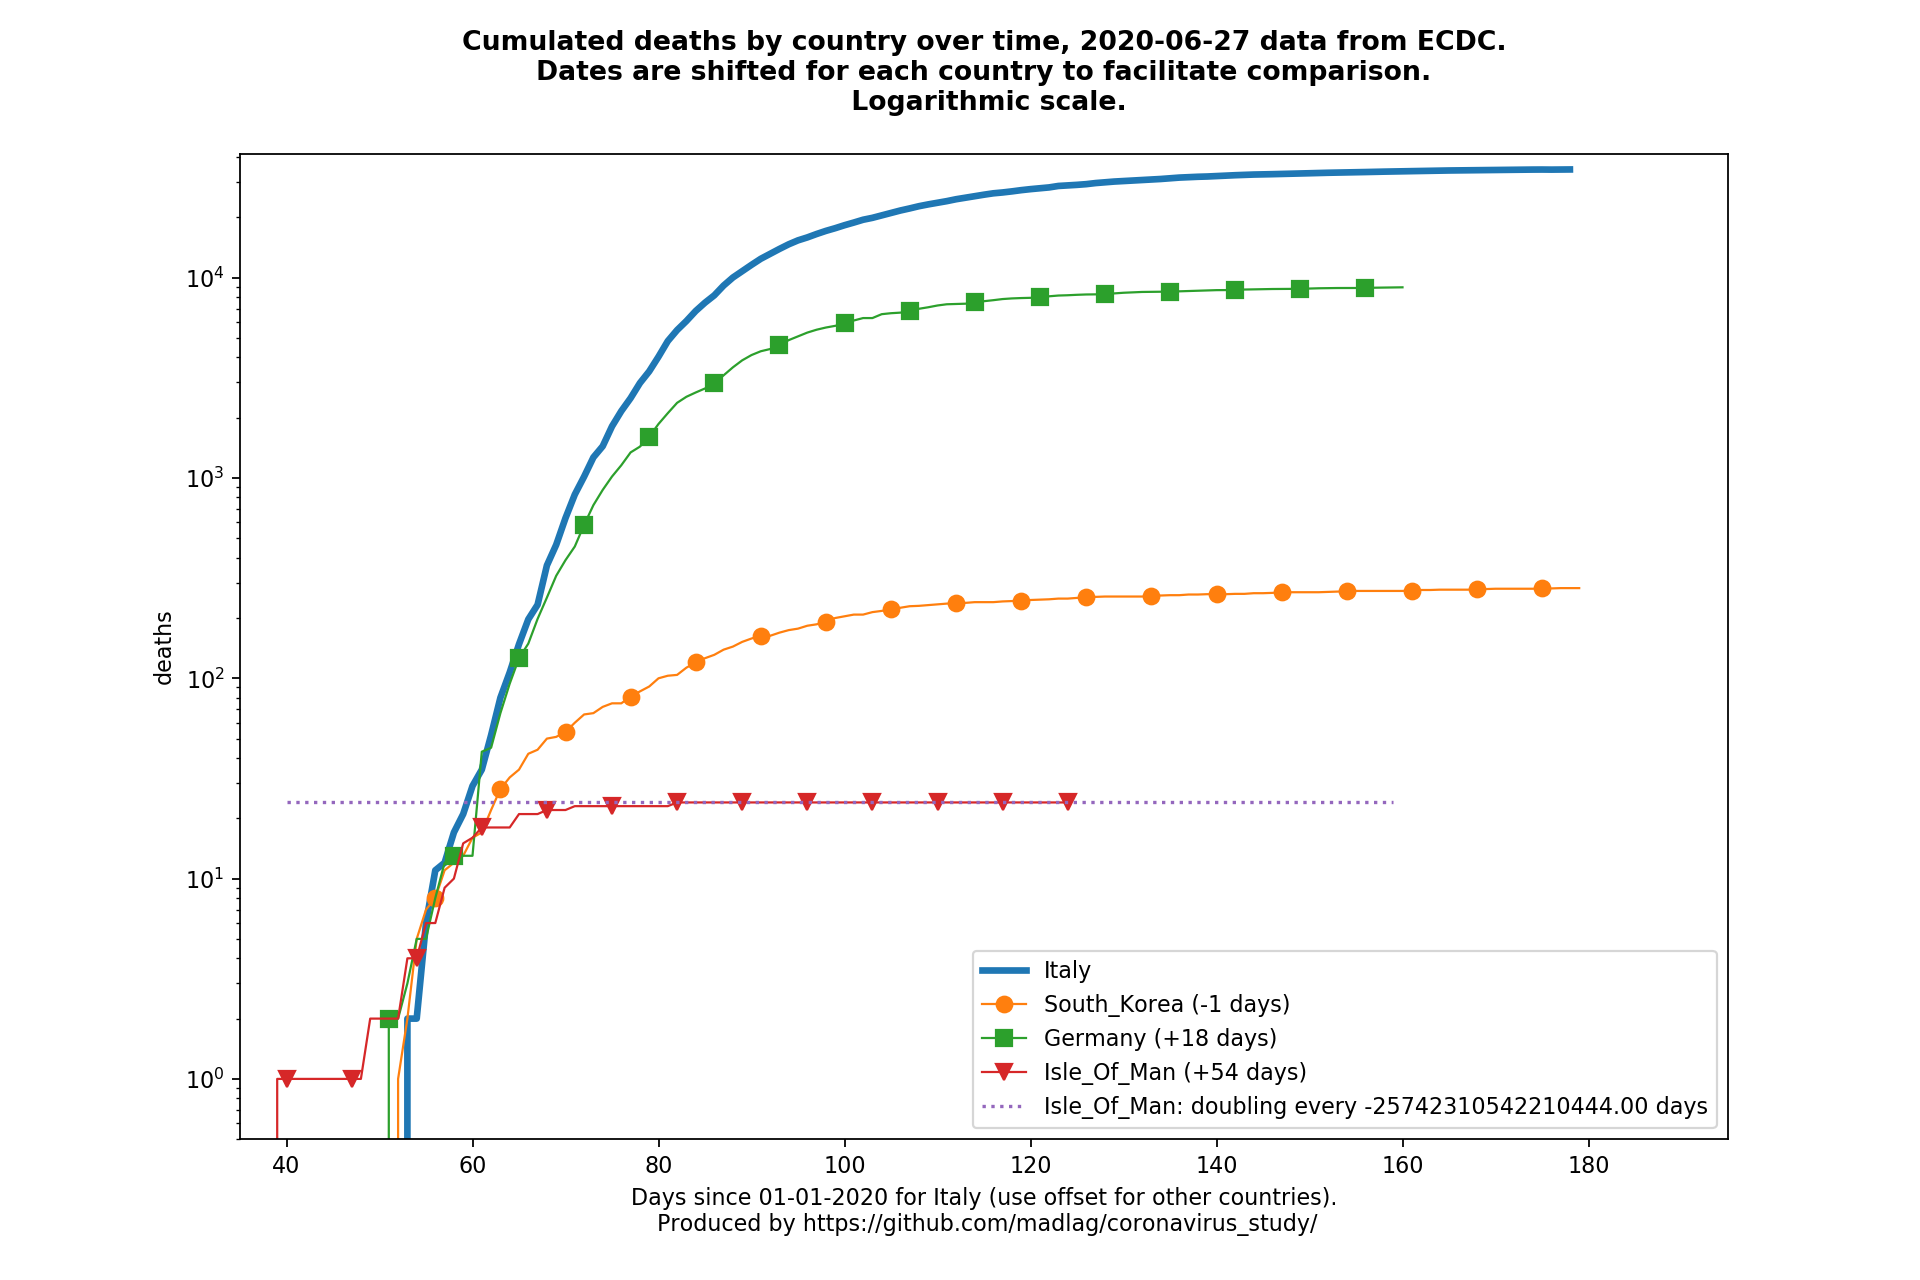 Cumulated deaths by country over time, 2020-06-27 data from ECDC.
Dates are shifted for each country to facilitate comparison.
Logarithmic scale.
deaths
10^4
10^3
10^2
10^1
10^0
Italy
South_Korea (-1 days)
Germany (+18 days)
Isle_Of_Man (+54 days)
Isle_Of_Man: doubling every -25742310542210444.00 days
40 60 80 100 120 140 160 180
Days since 01-01-2020 for Italy (use offset for other countries).
Produced by https://github.com/madlag/coronavirus_study/